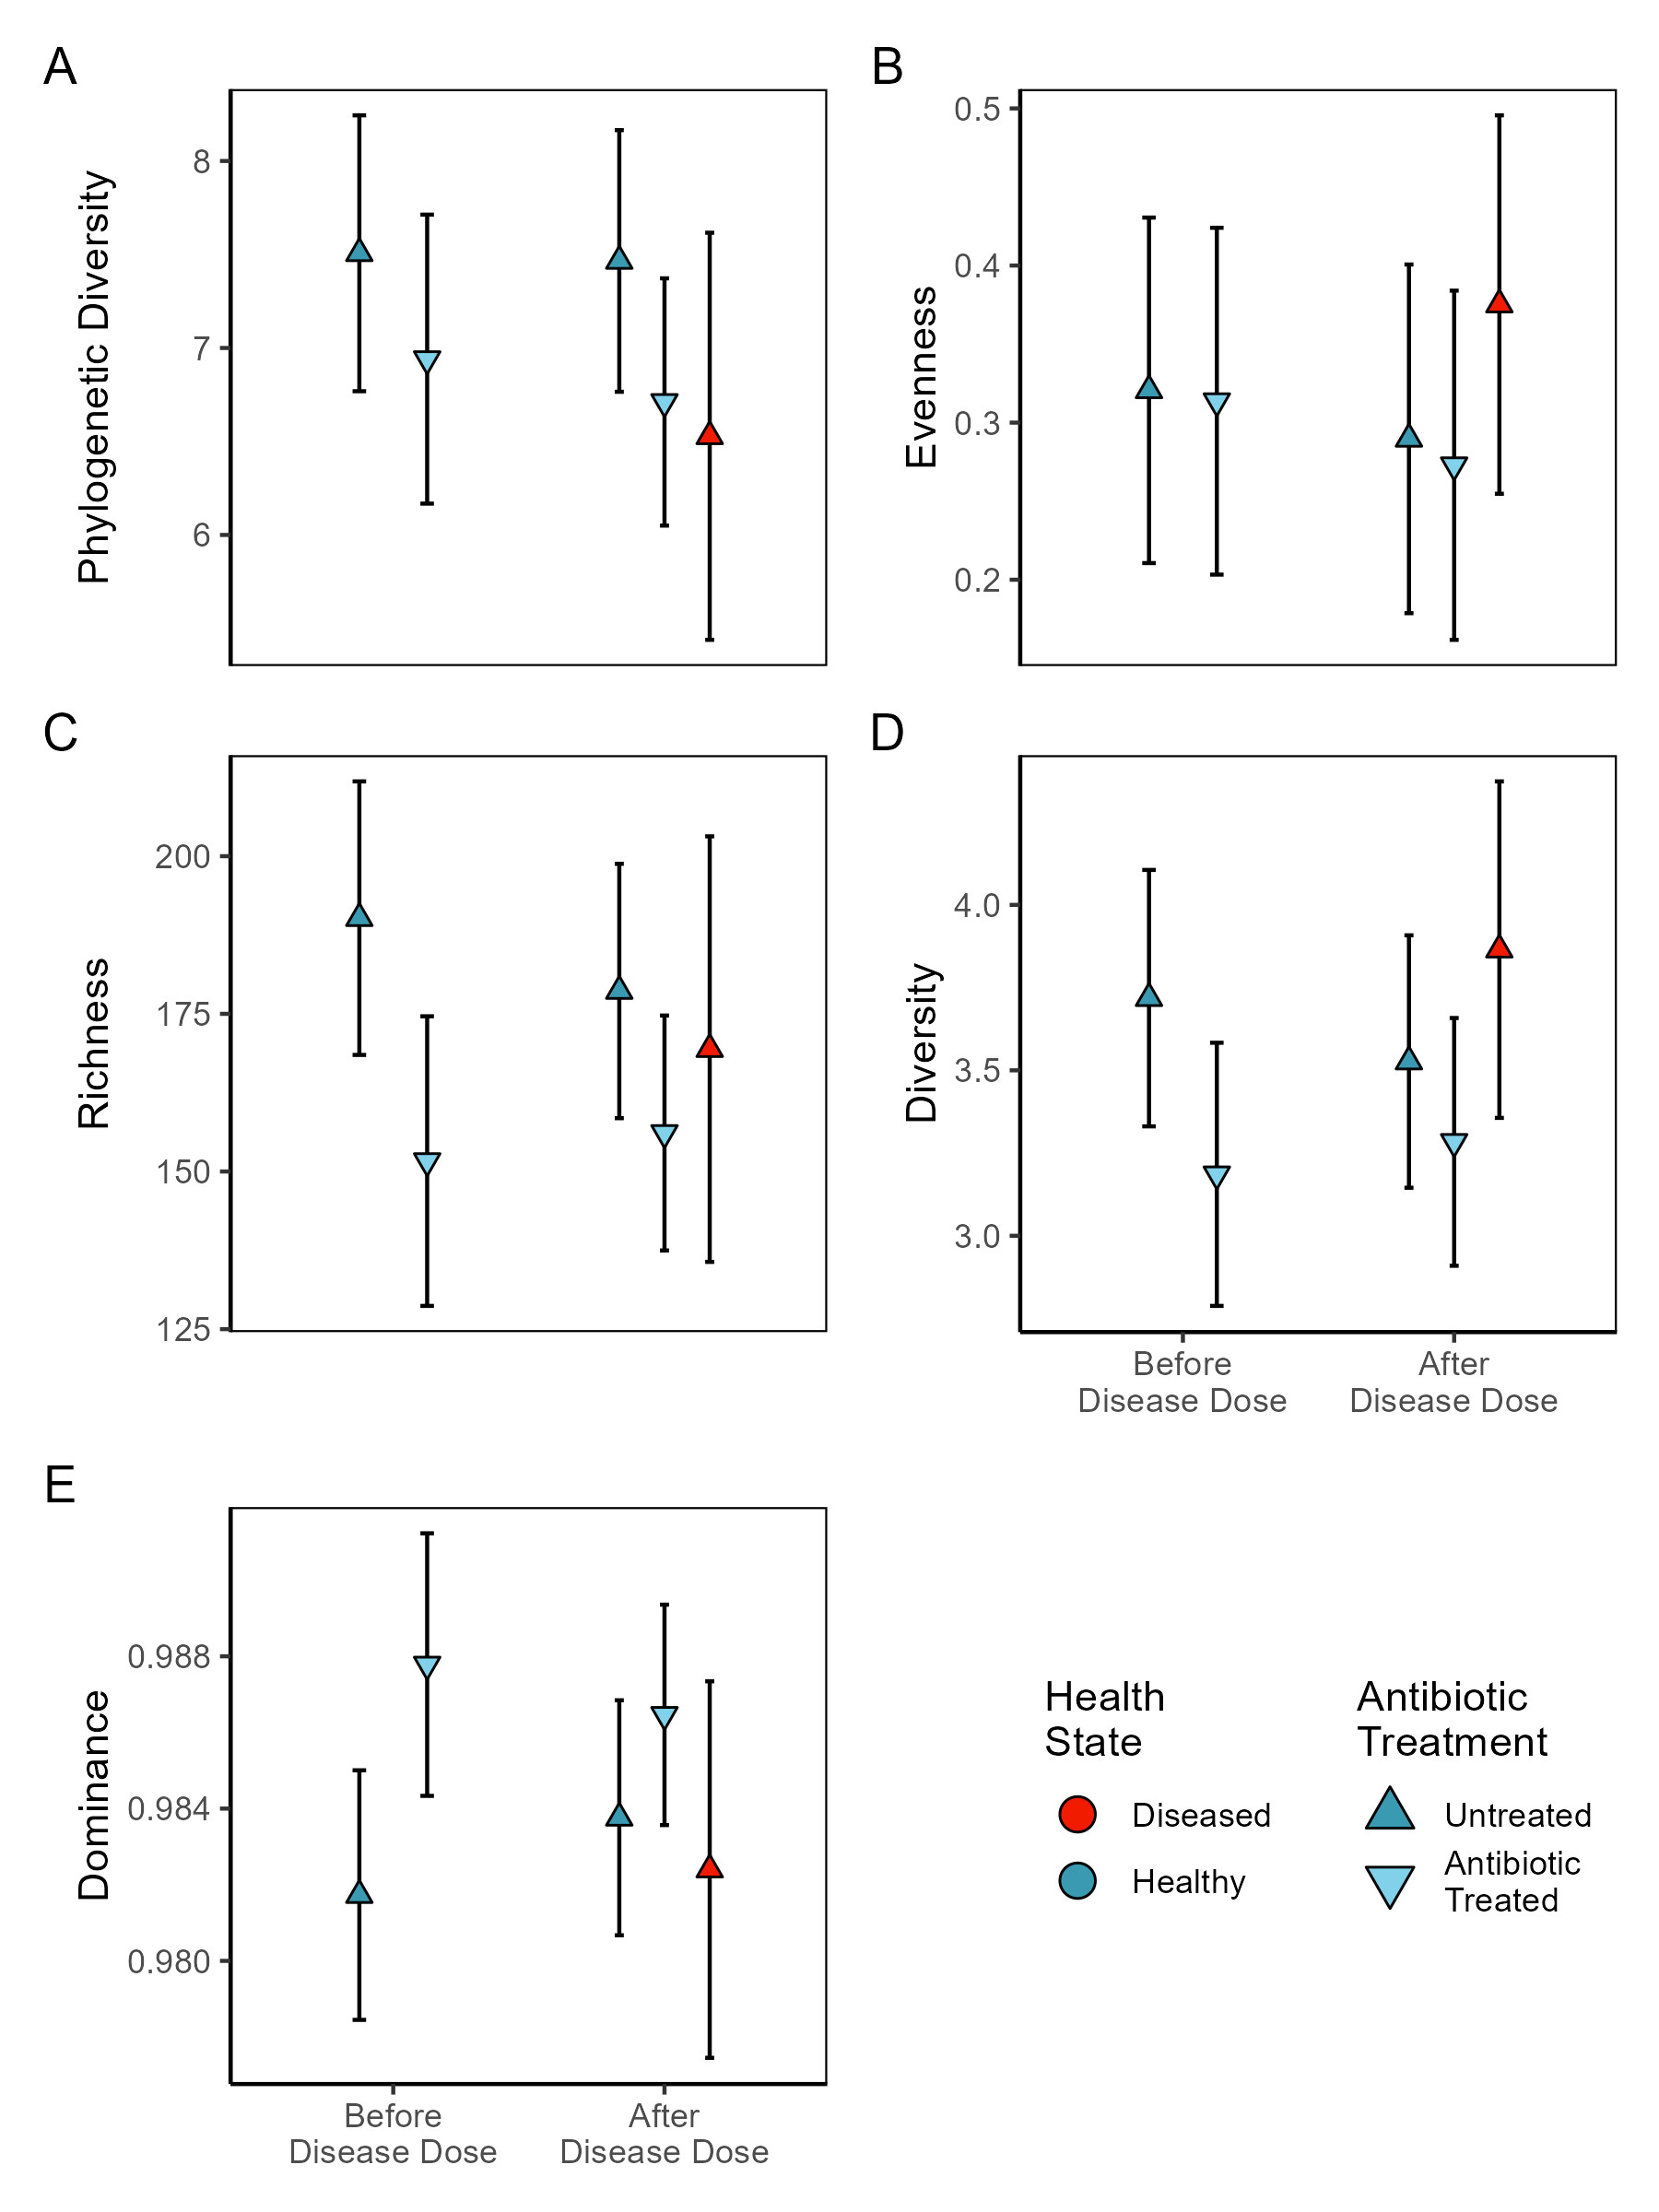 A
Phylogenetic Diversity
8
7
6
B
Evenness
0.5
0.4
0.3
0.2
C
Richness
200
175
150
125
D
Diversity
4.0
3.5
3.0
Before
Disease Dose
After
Disease Dose
E
Dominance
0.988
0.984
0.980
Before
Disease Dose
After
Disease Dose
Health
State
Diseased
Healthy
Antibiotic
Treatment
Untreated
Antibiotic
Treated